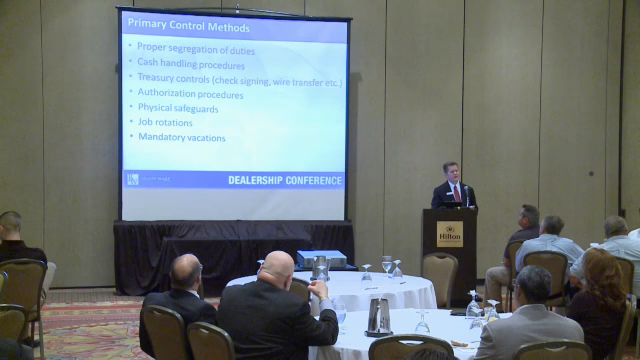 Primary Control Methods
• Proper segregation of duties
• Cash handling procedures
• Treasury controls (check signing, wire transfer etc.)
• Authorization procedures
• Physical safeguards
• Job rotations
• Mandatory vacations
DEALERSHIP CONFERENCE
Hilton